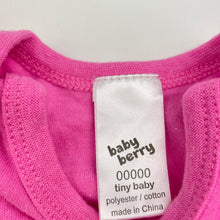 baby
berry
00000
tiny baby
polyester / cotton
made in China